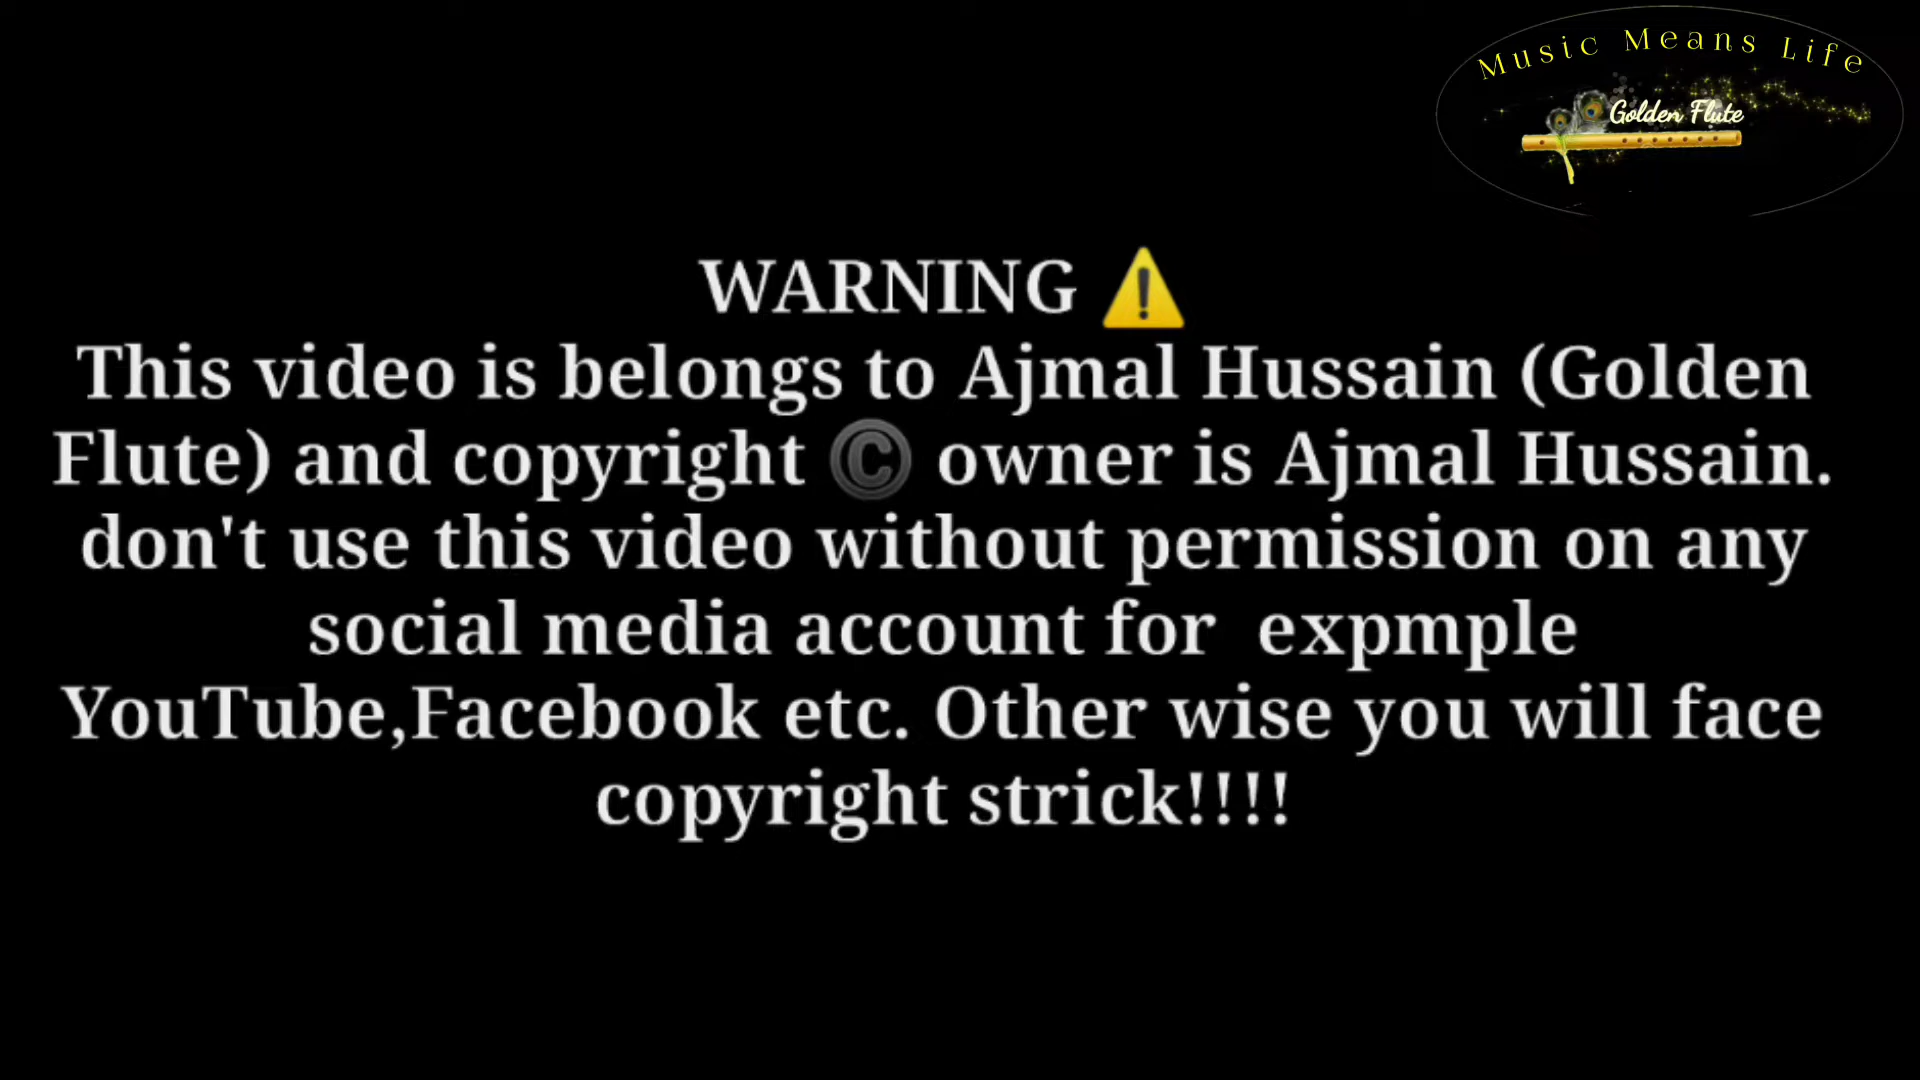 Music Means Life
Golden Flute
WARNING ⚠️
This video is belongs to Ajmal Hussain (Golden
Flute) and copyright ©️ owner is Ajmal Hussain.
don't use this video without permission on any
social media account for  expmple
YouTube,Facebook etc. Other wise you will face
copyright strick!!!!